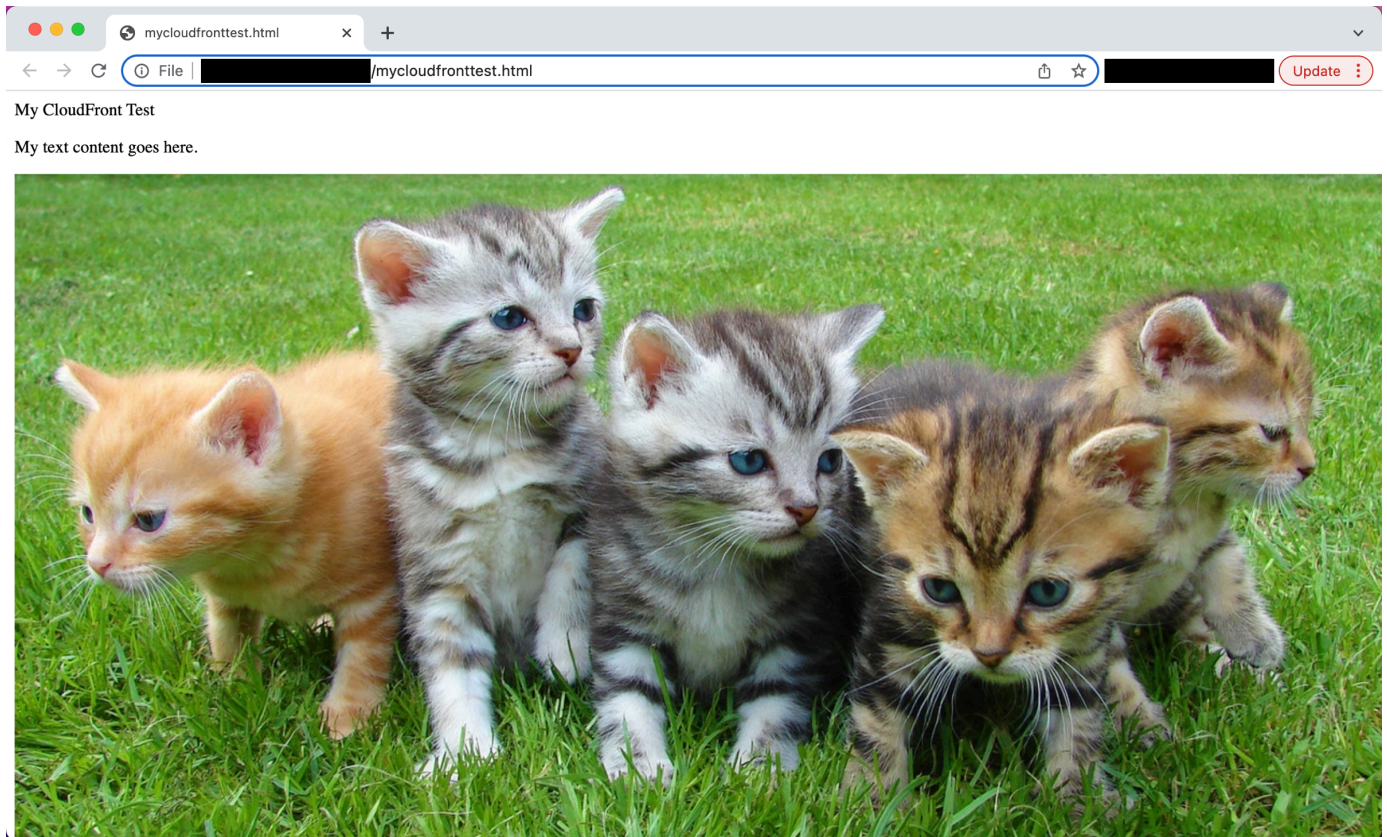 mycloudfronttest.html
File
/mycloudfronttest.html
Update
My CloudFront Test
My text content goes here.